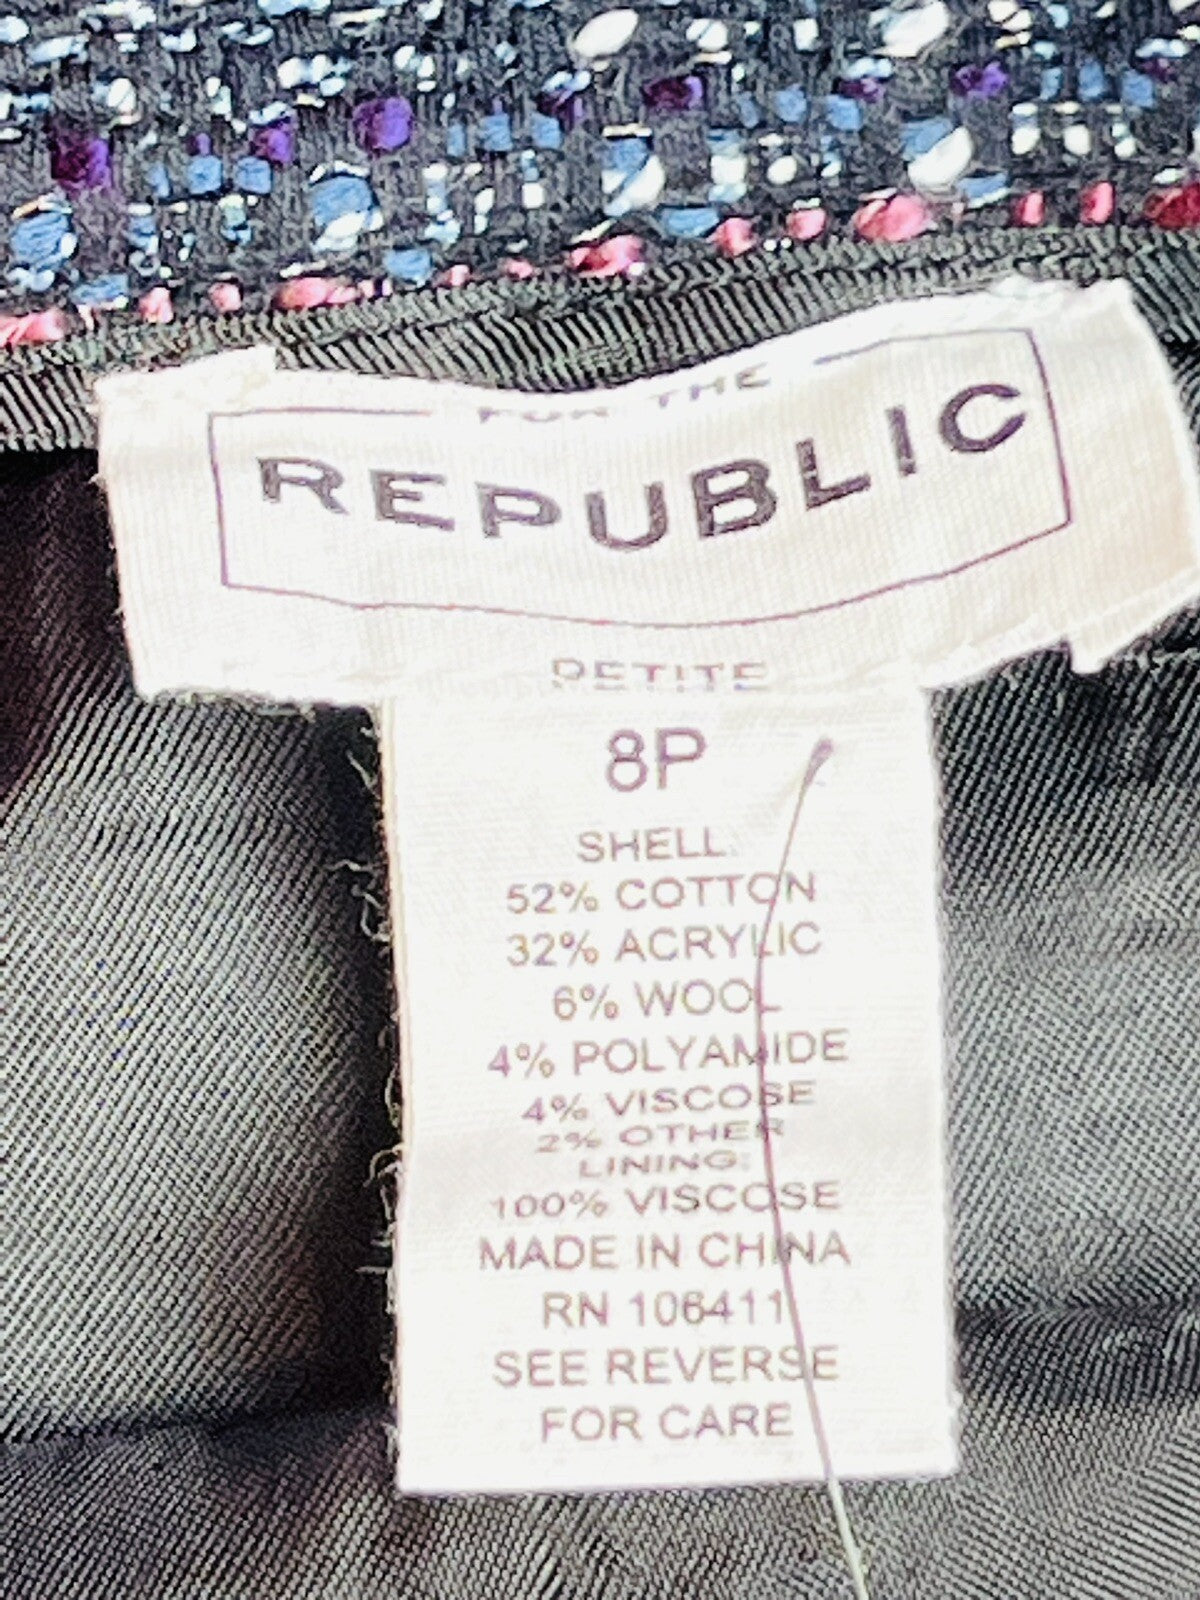 FOR THE
REPUBLIC
PETITE
8P
SHELL:
52% COTTON
32% ACRYLIC
6% WOOL
4% POLYAMIDE
4% VISCOSE
2% OTHER
LINING:
100% VISCOSE
MADE IN CHINA
RN 106411
SEE REVERSE
FOR CARE